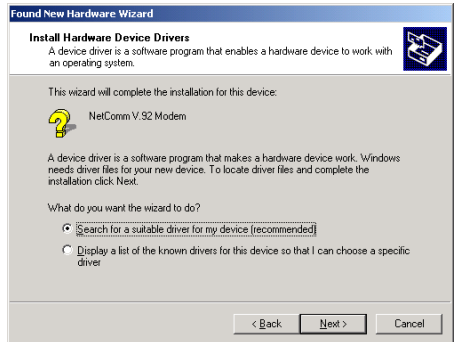 Found New Hardware Wizard
Install Hardware Device Drivers
A device driver is a software program that enables a hardware device to work with
an operating system.
This wizard will complete the installation for this device:
NetComm V.92 Modem
A device driver is a software program that makes a hardware device work. Windows
needs driver files for your new device. To locate driver files and complete the
installation click Next.
What do you want the wizard to do?
Search for a suitable driver for my device (recommended)
Display a list of the known drivers for this device so that I can choose a specific
driver
< Back
Next >
Cancel